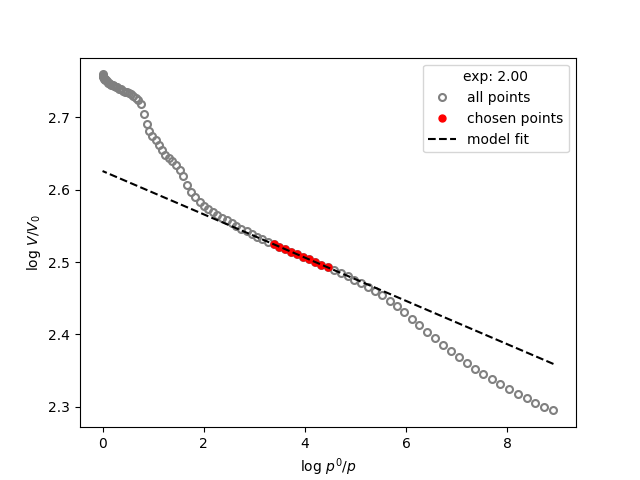 exp: 2.00
all points
chosen points
model fit
2.7
2.6
2.5
2.4
2.3
log V/V₀
0 2 4 6 8
log p⁰/p